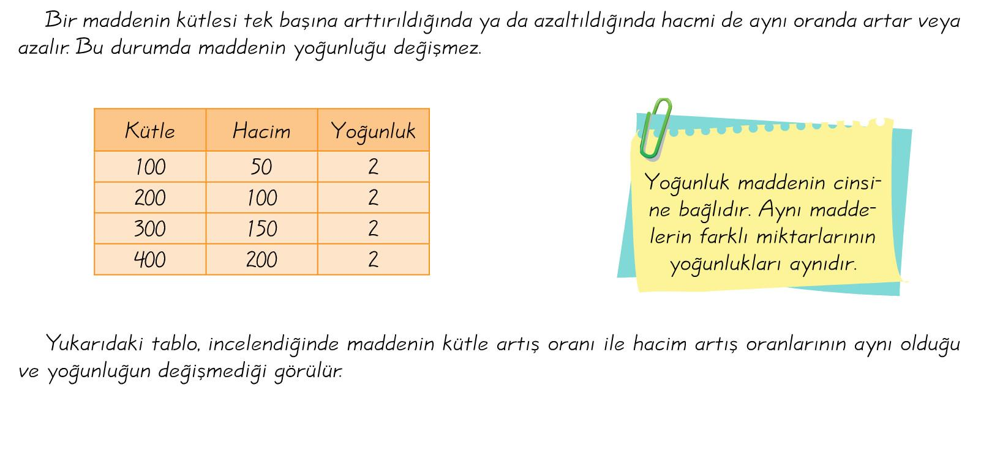 Bir maddenin kütlesi tek başına arttırıldığında ya da azaltıldığında hacmi de aynı oranda artar veya
azalır. Bu durumda maddenin yoğunluğu değişmez.
Kütle Hacim Yoğunluk
100 50 2
200 100 2
300 150 2
400 200 2
Yoğunluk maddenin cinsi-
ne bağlıdır. Aynı madde-
lerin farklı miktarlarının
yoğunlukları aynıdır.
Yukarıdaki tablo, incelendiğinde maddenin kütle artış oranı ile hacim artış oranlarının aynı olduğu
ve yoğunluğun değişmediği görülür.